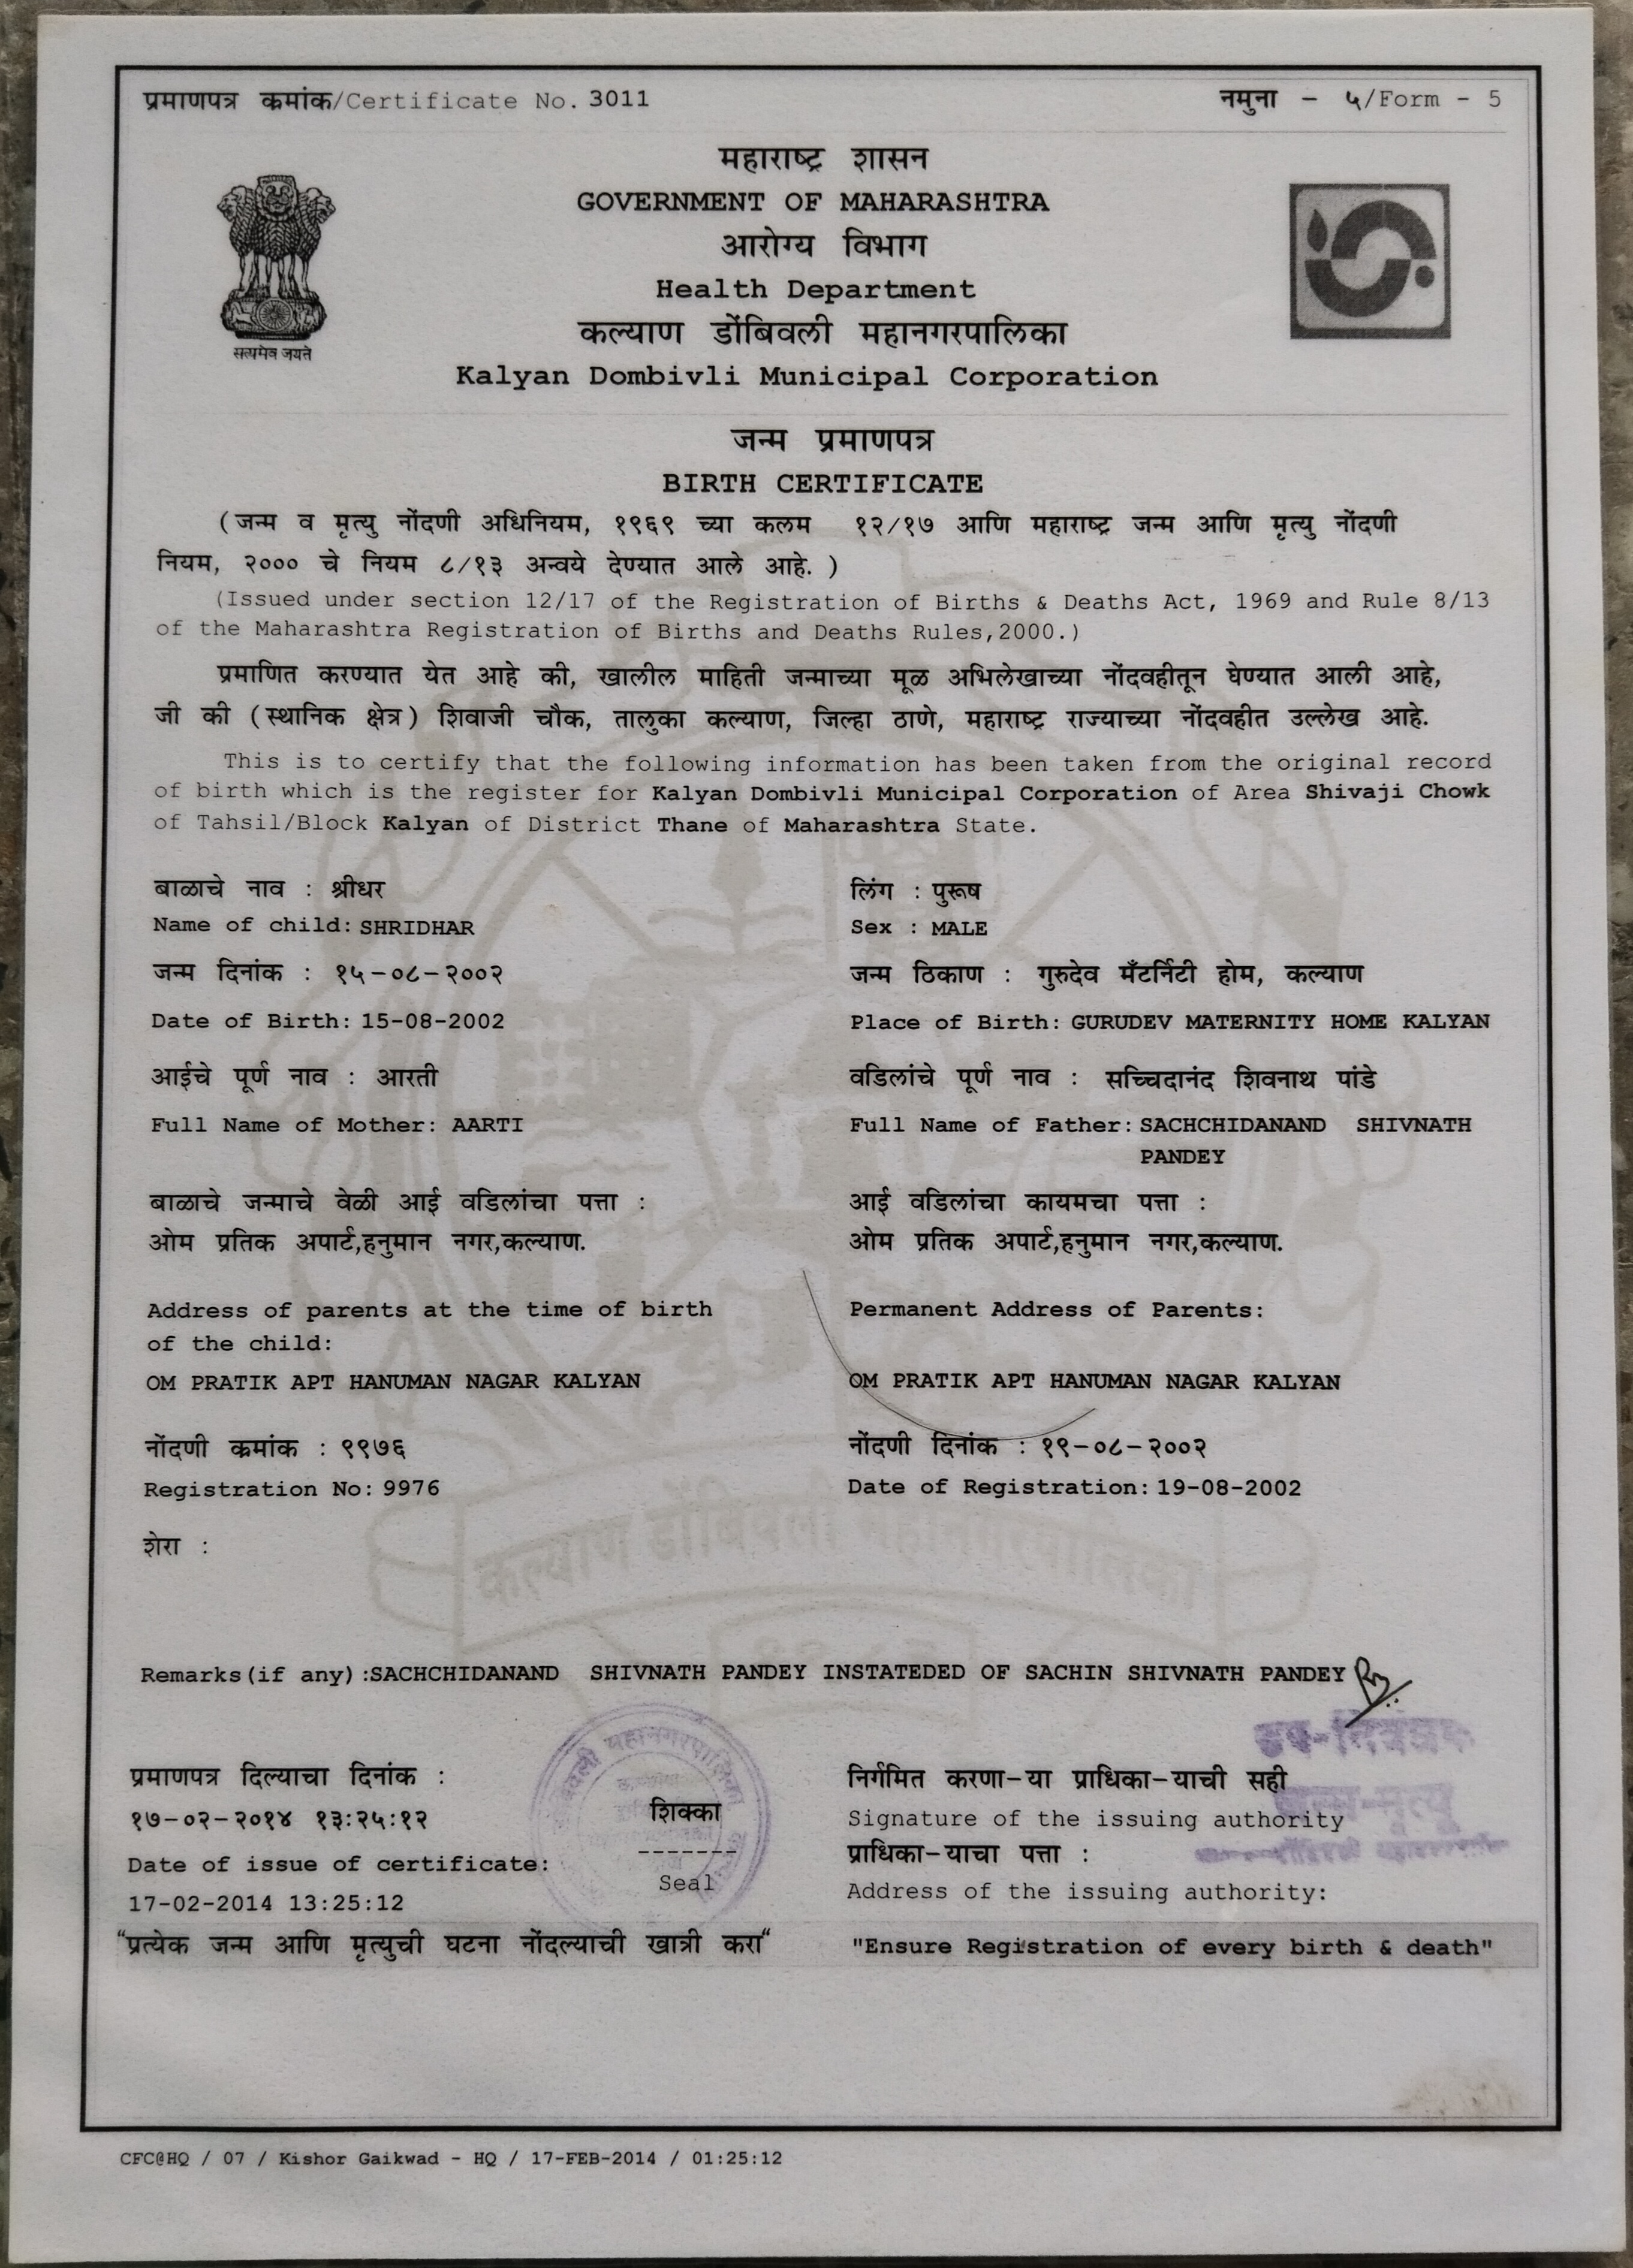 प्रमाणपत्र कमांक/Certificate No. 3011 नमुना - ५/Form - 5
महाराष्ट्र शासन
GOVERNMENT OF MAHARASHTRA
आरोग्य विभाग
Health Department
कल्याण डोंबिवली महानगरपालिका
Kalyan Dombivli Municipal Corporation
सत्यमेव जयते
जन्म प्रमाणपत्र
BIRTH CERTIFICATE
(जन्म व मृत्यु नोंदणी अधिनियम, १९६९ च्या कलम १२/१७ आणि महाराष्ट्र जन्म आणि मृत्यु नोंदणी
नियम, २००० चे नियम ८/१३ अन्वये देण्यात आले आहे. )
(Issued under section 12/17 of the Registration of Births & Deaths Act, 1969 and Rule 8/13
of the Maharashtra Registration of Births and Deaths Rules,2000.)
प्रमाणित करण्यात येत आहे की, खालील माहिती जन्माच्या मूळ अभिलेखाच्या नोंदवहीतून घेण्यात आली आहे,
जी की (स्थानिक क्षेत्र) शिवाजी चौक, तालुका कल्याण, जिल्हा ठाणे, महाराष्ट्र राज्याच्या नोंदवहीत उल्लेख आहे.
This is to certify that the following information has been taken from the original record
of birth which is the register for Kalyan Dombivli Municipal Corporation of Area Shivaji Chowk
of Tahsil/Block Kalyan of District Thane of Maharashtra State.
बाळाचे नाव : श्रीधर लिंग : पुरूष
Name of child: SHRIDHAR Sex : MALE
जन्म दिनांक : १५-०८-२००२ जन्म ठिकाण : गुरुदेव मॅटर्निटी होम, कल्याण
Date of Birth: 15-08-2002 Place of Birth: GURUDEV MATERNITY HOME KALYAN
आईचे पूर्ण नाव : आरती वडिलांचे पूर्ण नाव : सच्चिदानंद शिवनाथ पांडे
Full Name of Mother: AARTI Full Name of Father: SACHCHIDANAND SHIVNATH
PANDEY
बाळाचे जन्माचे वेळी आई वडिलांचा पत्ता : आई वडिलांचा कायमचा पत्ता :
ओम प्रतिक अपार्ट,हनुमान नगर,कल्याण. ओम प्रतिक अपार्ट,हनुमान नगर,कल्याण.
Address of parents at the time of birth Permanent Address of Parents:
of the child:
OM PRATIK APT HANUMAN NAGAR KALYAN OM PRATIK APT HANUMAN NAGAR KALYAN
नोंदणी क्रमांक : ९९७६ नोंदणी दिनांक : १९-०८-२००२
Registration No: 9976 Date of Registration: 19-08-2002
कल्याण डोंबिवली महानगरपालिका
शेरा :
Remarks(if any) :SACHCHIDANAND SHIVNATH PANDEY INSTATEDED OF SACHIN SHIVNATH PANDEY
प्रमाणपत्र दिल्याचा दिनांक : निर्गमित करणा-या प्राधिका-याची सही
१७-०२-२०१४ १३:२५:१२ शिक्का Signature of the issuing authority
------- प्राधिका-याचा पत्ता :
Date of issue of certificate: Seal Address of the issuing authority:
17-02-2014 13:25:12
“प्रत्येक जन्म आणि मृत्युची घटना नोंदल्याची खात्री करा“ "Ensure Registration of every birth & death"
CFC@HQ / 07 / Kishor Gaikwad - HQ / 17-FEB-2014 / 01:25:12